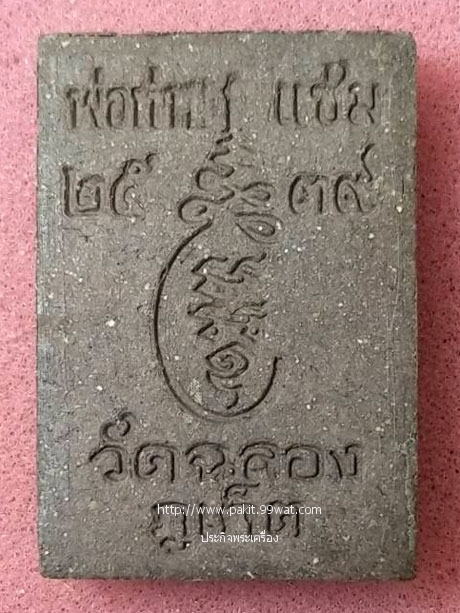 พ่อท่าน แช่ม
๒๕ ๓๙
วัดฉลอง
ภูเก็ต
http://www.pakit.99wat.com
ประกิจพระเครื่อง